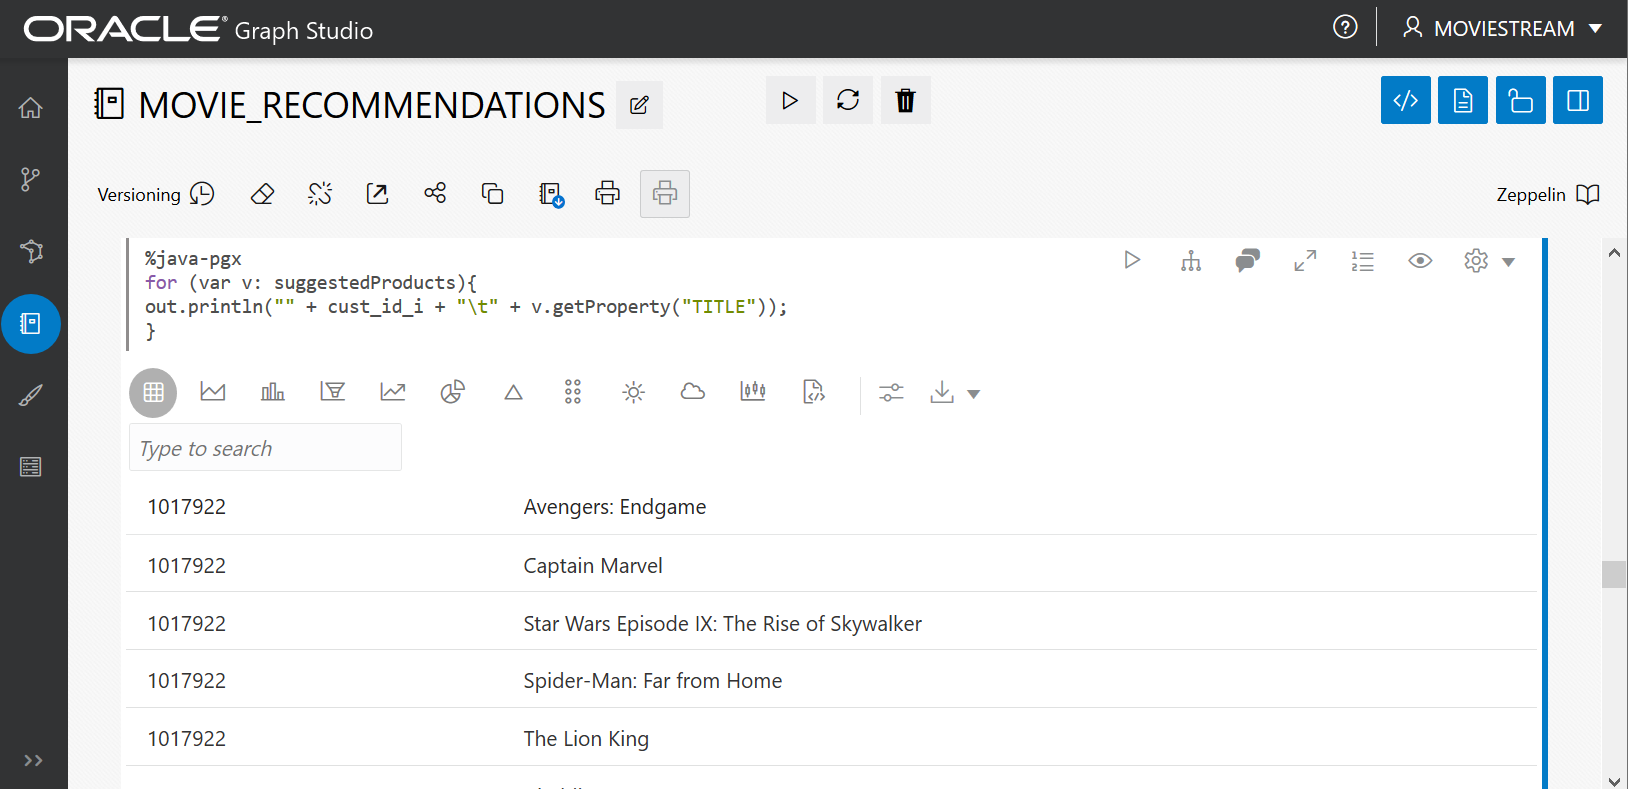 ORACLE® Graph Studio
MOVIESTREAM
MOVIE_RECOMMENDATIONS
Versioning
Zeppelin
%java-pgx
for (var v: suggestedProducts){
out.println("" + cust_id_i + "\t" + v.getProperty("TITLE"));
}
Type to search
1017922 Avengers: Endgame
1017922 Captain Marvel
1017922 Star Wars Episode IX: The Rise of Skywalker
1017922 Spider-Man: Far from Home
1017922 The Lion King